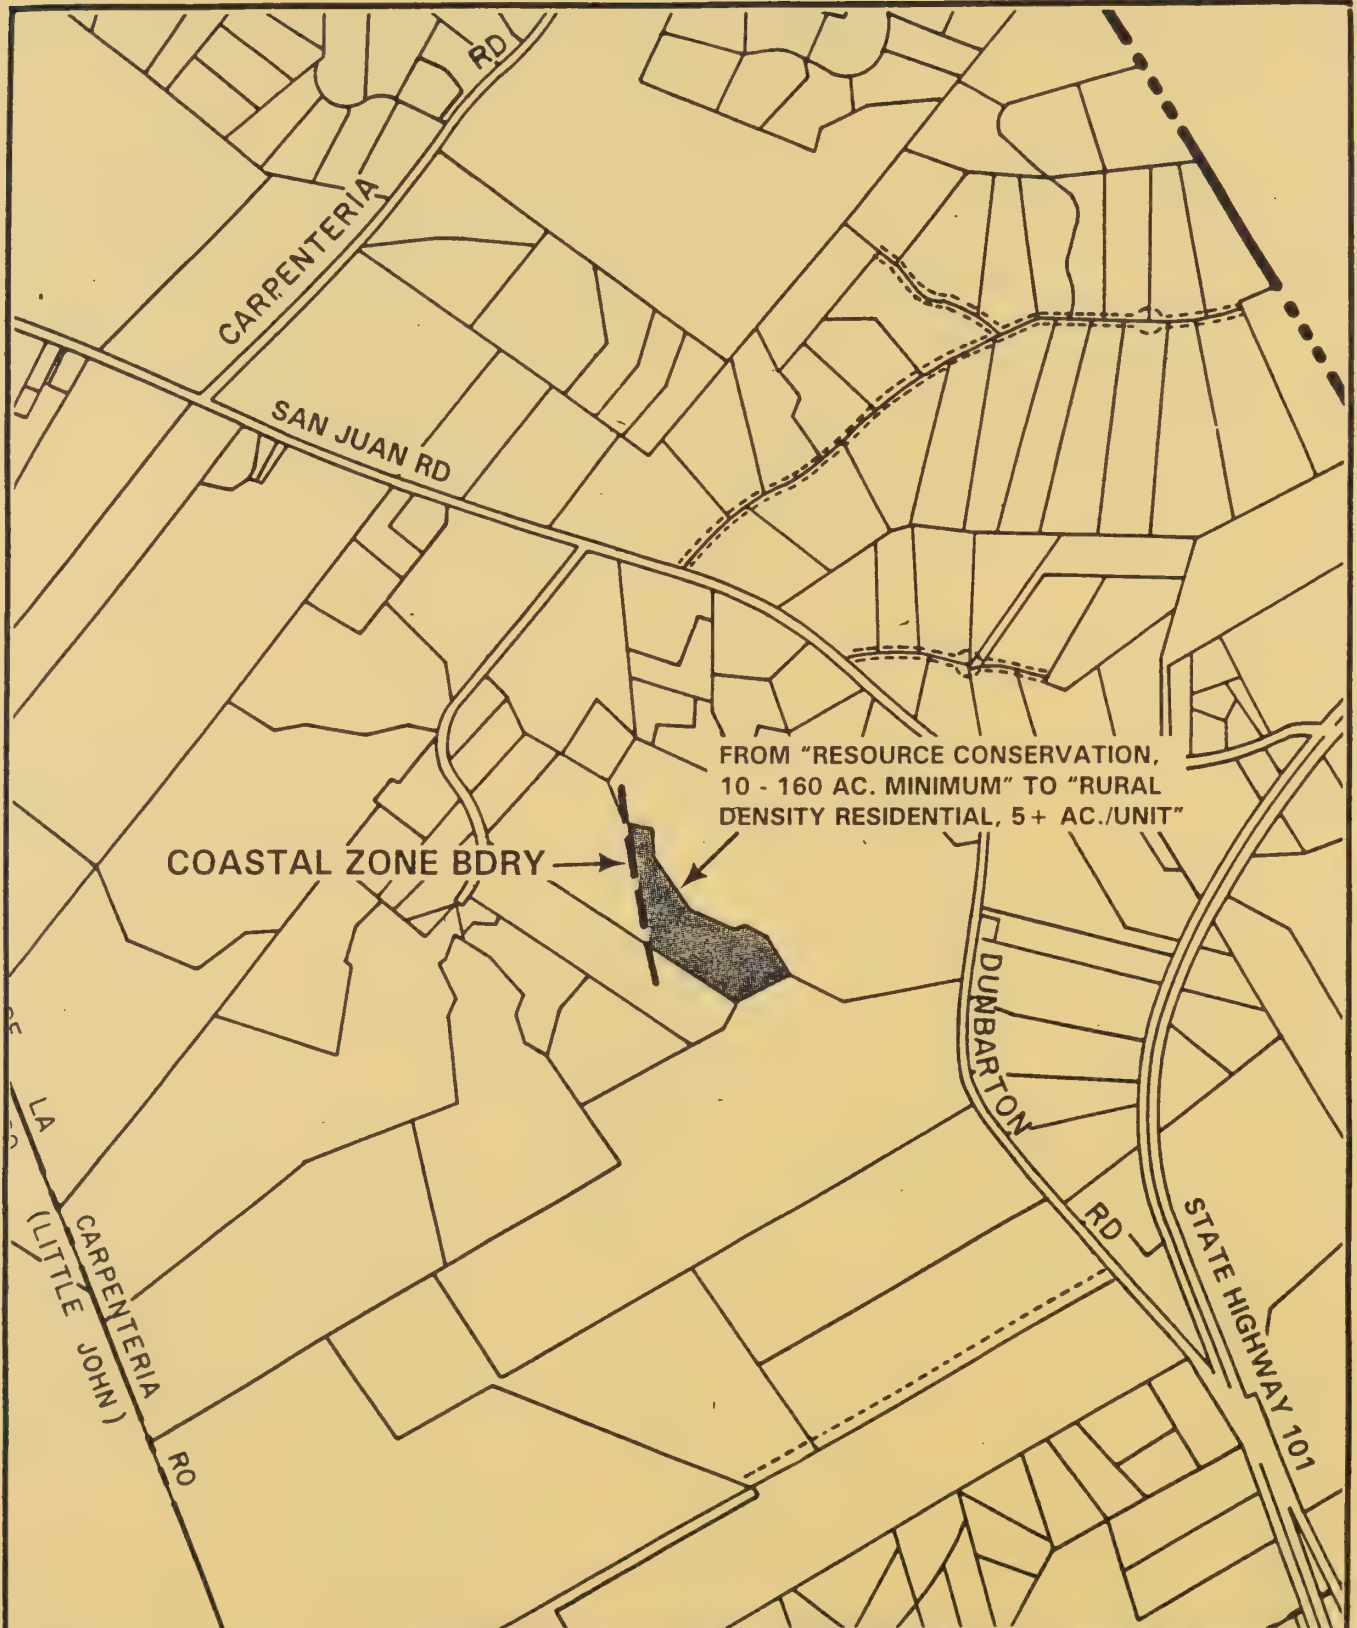 RD
CARPENTERIA
SAN JUAN RD
FROM "RESOURCE CONSERVATION,
10 - 160 AC. MINIMUM" TO "RURAL
DENSITY RESIDENTIAL, 5+ AC./UNIT"
COASTAL ZONE BDRY
DUNBARTON
RD
LA
CARPENTERIA
(LITTLE JOHN)
RO
STATE HIGHWAY 101